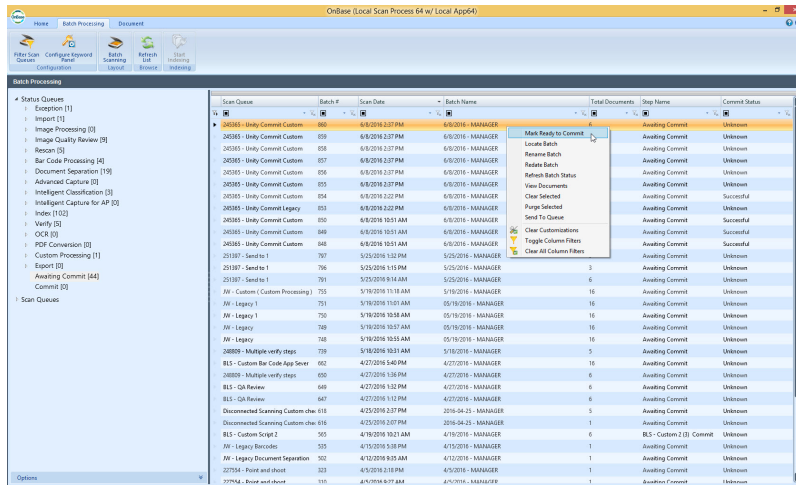 OnBase (Local Scan Process 64 w/ Local App64)
OnBase
Home Batch Processing Document
Filter Scan Queues Configure Keyword Panel Batch Scanning Refresh List Start Indexing
Configuration Layout Browse Indexing
Batch Processing
Status Queues
Exception [1]
Import [1]
Image Processing [0]
Image Quality Review [9]
Rescan [5]
Bar Code Processing [4]
Document Separation [19]
Advanced Capture [0]
Intelligent Classification [3]
Intelligent Capture for AP [0]
Index [102]
Verify [5]
OCR [0]
PDF Conversion [0]
Custom Processing [1]
Export [0]
Awaiting Commit [44]
Commit [0]
Scan Queues
Options
Scan Queue Batch # Scan Date Batch Name Total Documents Step Name Commit Status
245365 - Unity Commit Custom 860 6/8/2016 2:37 PM 6/8/2016 - MANAGER 6 Awaiting Commit Unknown
245365 - Unity Commit Custom 859 6/8/2016 2:37 PM 6/8/2016 - MANAGER Awaiting Commit Unknown
245365 - Unity Commit Custom 858 6/8/2016 2:37 PM 6/8/2016 - MANAGER Awaiting Commit Unknown
245365 - Unity Commit Custom 857 6/8/2016 2:37 PM 6/8/2016 - MANAGER Awaiting Commit Unknown
245365 - Unity Commit Custom 856 6/8/2016 2:37 PM 6/8/2016 - MANAGER Awaiting Commit Unknown
245365 - Unity Commit Custom 855 6/8/2016 2:37 PM 6/8/2016 - MANAGER Awaiting Commit Unknown
245365 - Unity Commit Custom 854 6/8/2016 2:22 PM 6/8/2016 - MANAGER Awaiting Commit Successful
245365 - Unity Commit Legacy 853 6/8/2016 2:22 PM 6/8/2016 - MANAGER Awaiting Commit Unknown
245365 - Unity Commit Custom 850 6/8/2016 10:51 AM 6/8/2016 - MANAGER Awaiting Commit Successful
245365 - Unity Commit Custom 849 6/8/2016 10:51 AM 6/8/2016 - MANAGER Awaiting Commit Successful
245365 - Unity Commit Custom 848 6/8/2016 10:51 AM 6/8/2016 - MANAGER Awaiting Commit Successful
251397 - Send to 1 797 5/25/2016 1:32 PM 5/25/2016 - MANAGER Awaiting Commit Unknown
251397 - Send to 1 796 5/25/2016 1:15 PM 5/25/2016 - MANAGER 3 Awaiting Commit Unknown
251397 - Send to 1 791 5/25/2016 9:14 AM 5/25/2016 - MANAGER 6 Awaiting Commit Unknown
JW - Custom ( Custom Processing ) 755 5/19/2016 11:18 AM 5/19/2016 - MANAGER 16 Awaiting Commit Unknown
JW - Legacy 1 751 5/19/2016 11:01 AM 05/19/2016 - MANAGER 16 Awaiting Commit Unknown
JW - Legacy 1 750 5/19/2016 10:58 AM 05/19/2016 - MANAGER 16 Awaiting Commit Unknown
JW - Legacy 749 5/19/2016 10:57 AM 05/19/2016 - MANAGER 16 Awaiting Commit Unknown
JW - Legacy 748 5/19/2016 10:55 AM 05/19/2016 - MANAGER 16 Awaiting Commit Unknown
248809 - Multiple verify steps 739 5/18/2016 10:31 AM 5/18/2016 - MANAGER 5 Awaiting Commit Unknown
BLS - Custom Bar Code App Sever 662 4/27/2016 5:40 PM 4/27/2016 - MANAGER 16 Awaiting Commit Unknown
248809 - Multiple verify steps 650 4/27/2016 1:36 PM 4/27/2016 - MANAGER 6 Awaiting Commit Unknown
BLS - QA Review 649 4/27/2016 1:32 PM 4/27/2016 - MANAGER 6 Awaiting Commit Unknown
BLS - QA Review 647 4/27/2016 1:12 PM 4/27/2016 - MANAGER 6 Awaiting Commit Unknown
Disconnected Scanning Custom chec 618 4/25/2016 2:37 PM 2016-04-25 - MANAGER 5 Awaiting Commit Unknown
Disconnected Scanning Custom chec 616 4/25/2016 2:07 PM 2016-04-25 - MANAGER 1 Awaiting Commit Unknown
BLS - Custom Script 2 565 4/19/2016 10:21 AM 4/19/2016 - MANAGER 6 BLS - Custom 2 (3) Commit Unknown
JW - Legacy Barcodes 535 4/15/2016 5:38 PM 4/15/2016 - MANAGER 1 Awaiting Commit Unknown
JW - Legacy Document Separation 502 4/12/2016 9:35 AM 4/12/2016 - MANAGER 1 Awaiting Commit Unknown
227554 - Point and shoot 323 4/5/2016 2:18 PM 4/5/2016 - MANAGER 1 Awaiting Commit Unknown
227554 - Point and shoot 310 4/5/2016 9:27 AM 4/5/2016 - MANAGER 1 Awaiting Commit Unknown
Mark Ready to Commit
Locate Batch
Rename Batch
Redate Batch
Refresh Batch Status
View Documents
Clear Selected
Purge Selected
Send To Queue
Clear Customizations
Toggle Column Filters
Clear All Column Filters